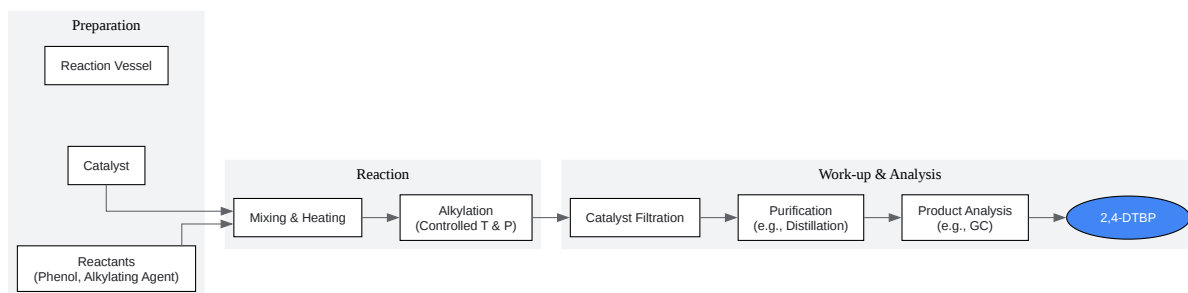 Preparation
Reaction Vessel
Catalyst
Reactants
(Phenol, Alkylating Agent)
Reaction
Mixing & Heating
Alkylation
(Controlled T & P)
Work-up & Analysis
Catalyst Filtration
Purification
(e.g., Distillation)
Product Analysis
(e.g., GC)
2,4-DTBP